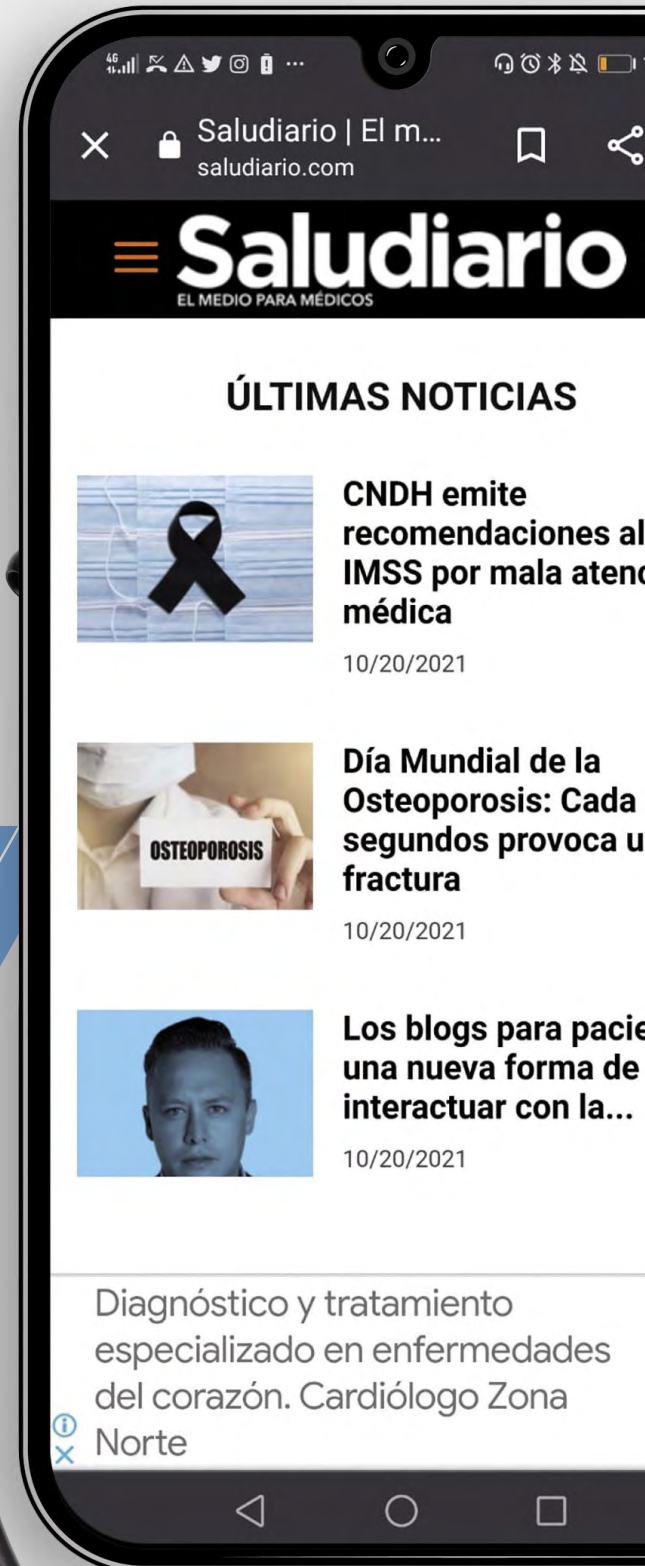 4G
Saludiario | El m...
saludiario.com
Saludiario
EL MEDIO PARA MÉDICOS
ÚLTIMAS NOTICIAS
CNDH emite
recomendaciones al
IMSS por mala
médica
10/20/2021
Día Mundial de la
Osteoporosis: Cada
segundos provoca
fractura
10/20/2021
OSTEOPOROSIS
Los blogs para
una nueva forma de
interactuar con la...
10/20/2021
Diagnóstico y tratamiento
especializado en enfermedades
del corazón. Cardiólogo Zona
Norte